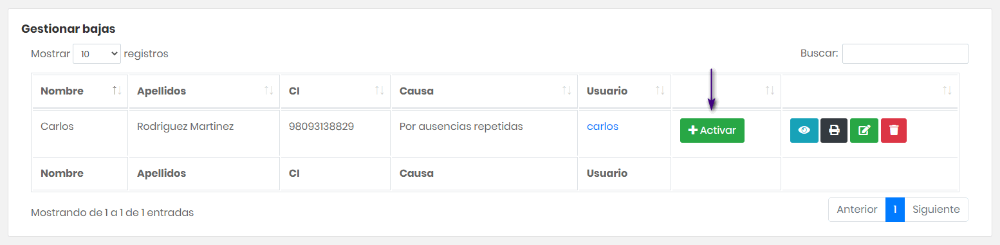 Gestionar bajas
Mostrar 10 registros Buscar:
Nombre Apellidos CI Causa Usuario
Carlos Rodriguez Martinez 98093138829 Por ausencias repetidas carlos Activar
Nombre Apellidos CI Causa Usuario
Mostrando de 1 a 1 de 1 entradas Anterior 1 Siguiente